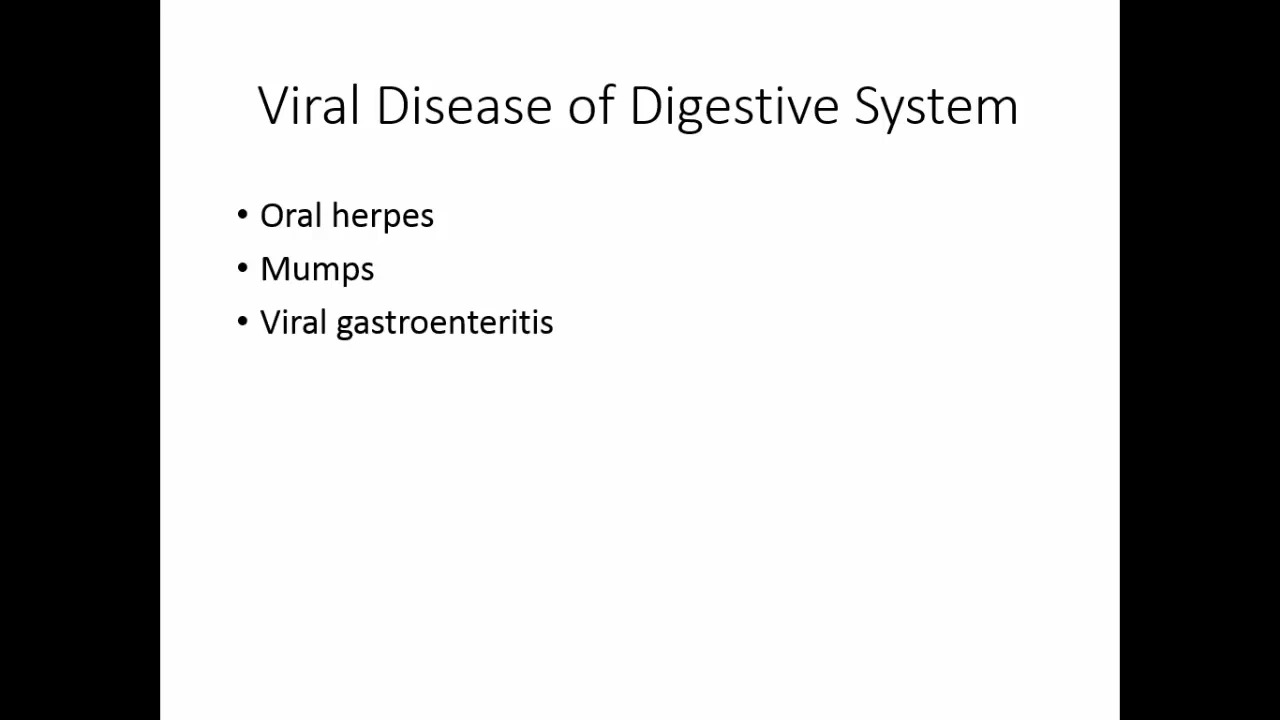 Viral Disease of Digestive System
• Oral herpes
• Mumps
• Viral gastroenteritis